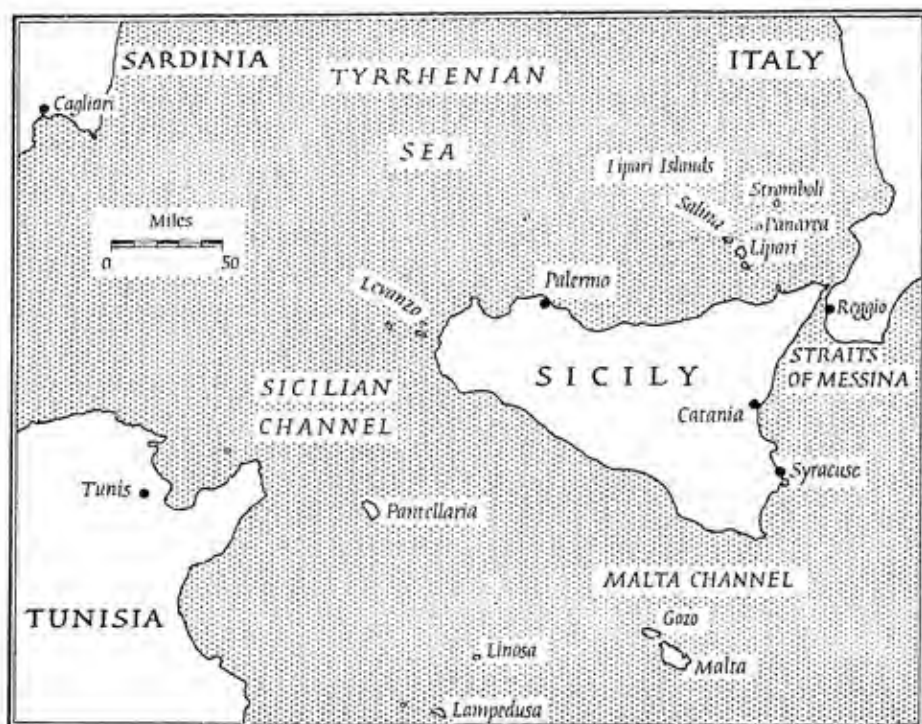 SARDINIA
ITALY
TYRRHENIAN
SEA
Cagliari
Lipari Islands
Stromboli
Salina
Panarea
Lipari
Miles
0 50
Levanzo
Palermo
Reggio
STRAITS
OF MESSINA
SICILY
SICILIAN
CHANNEL
Catania
Syracuse
Tunis
Pantellaria
MALTA CHANNEL
TUNISIA
Gozo
Malta
Linosa
Lampedusa